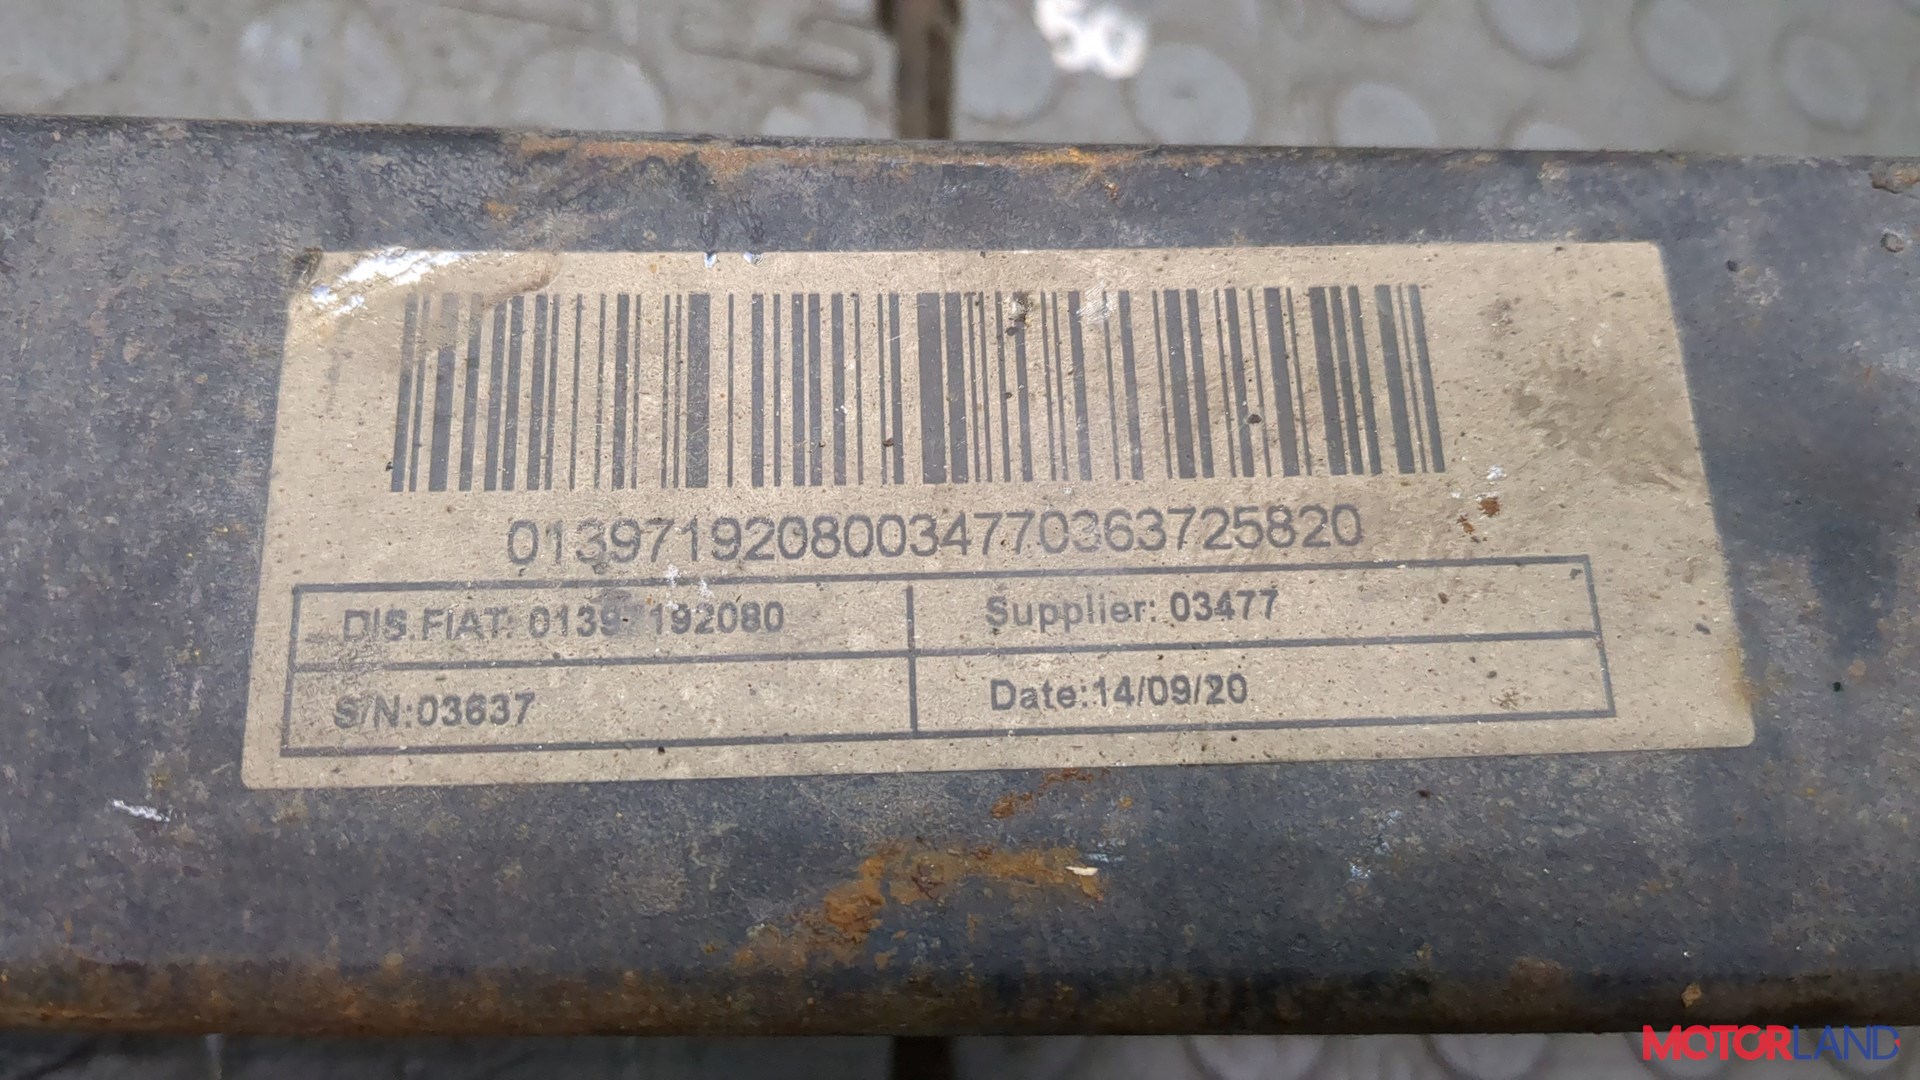 01397192080034770363725820
DIS.FIAT: 01397192080
Supplier: 03477
S/N:03637
Date:14/09/20
MOTORLAND